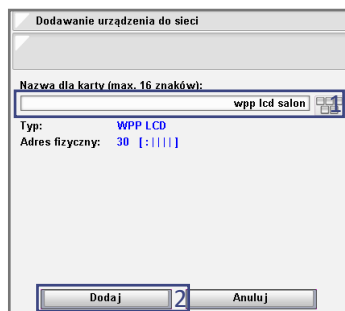 Dodawanie urządzenia do sieci
Nazwa dla karty (max. 16 znaków):
wpp lcd salon 1
Typ: WPP LCD
Adres fizyczny: 30 [:||||]
Dodaj 2 Anuluj